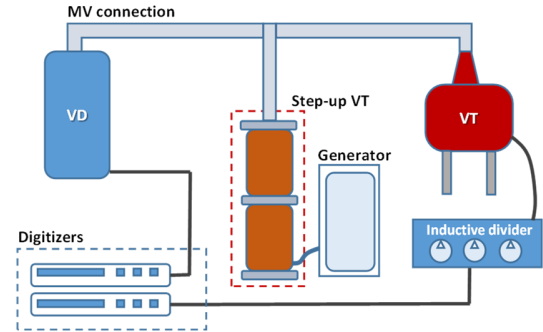 MV connection
VD
Step-up VT
VT
Generator
Inductive divider
Digitizers